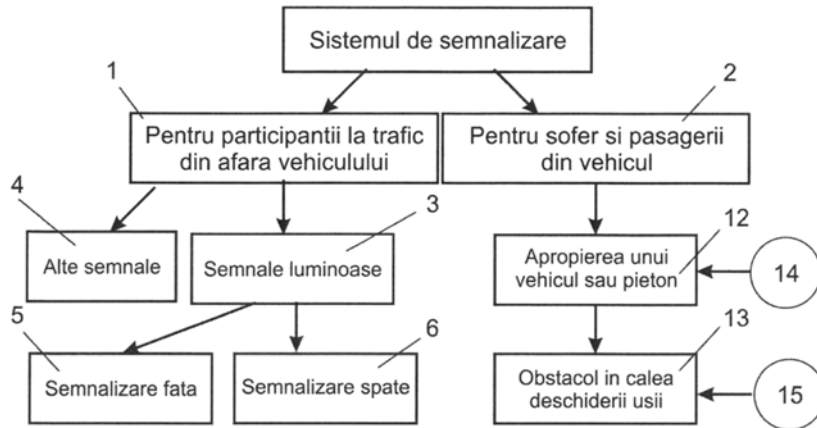 Sistemul de semnalizare
1
2
Pentru participantii la trafic
din afara vehiculului
Pentru sofer si pasagerii
din vehicul
4
3
12
Alte semnale
Semnale luminoase
Apropierea unui
vehicul sau pieton
14
5
6
13
Semnalizare fata
Semnalizare spate
Obstacol in calea
deschiderii usii
15